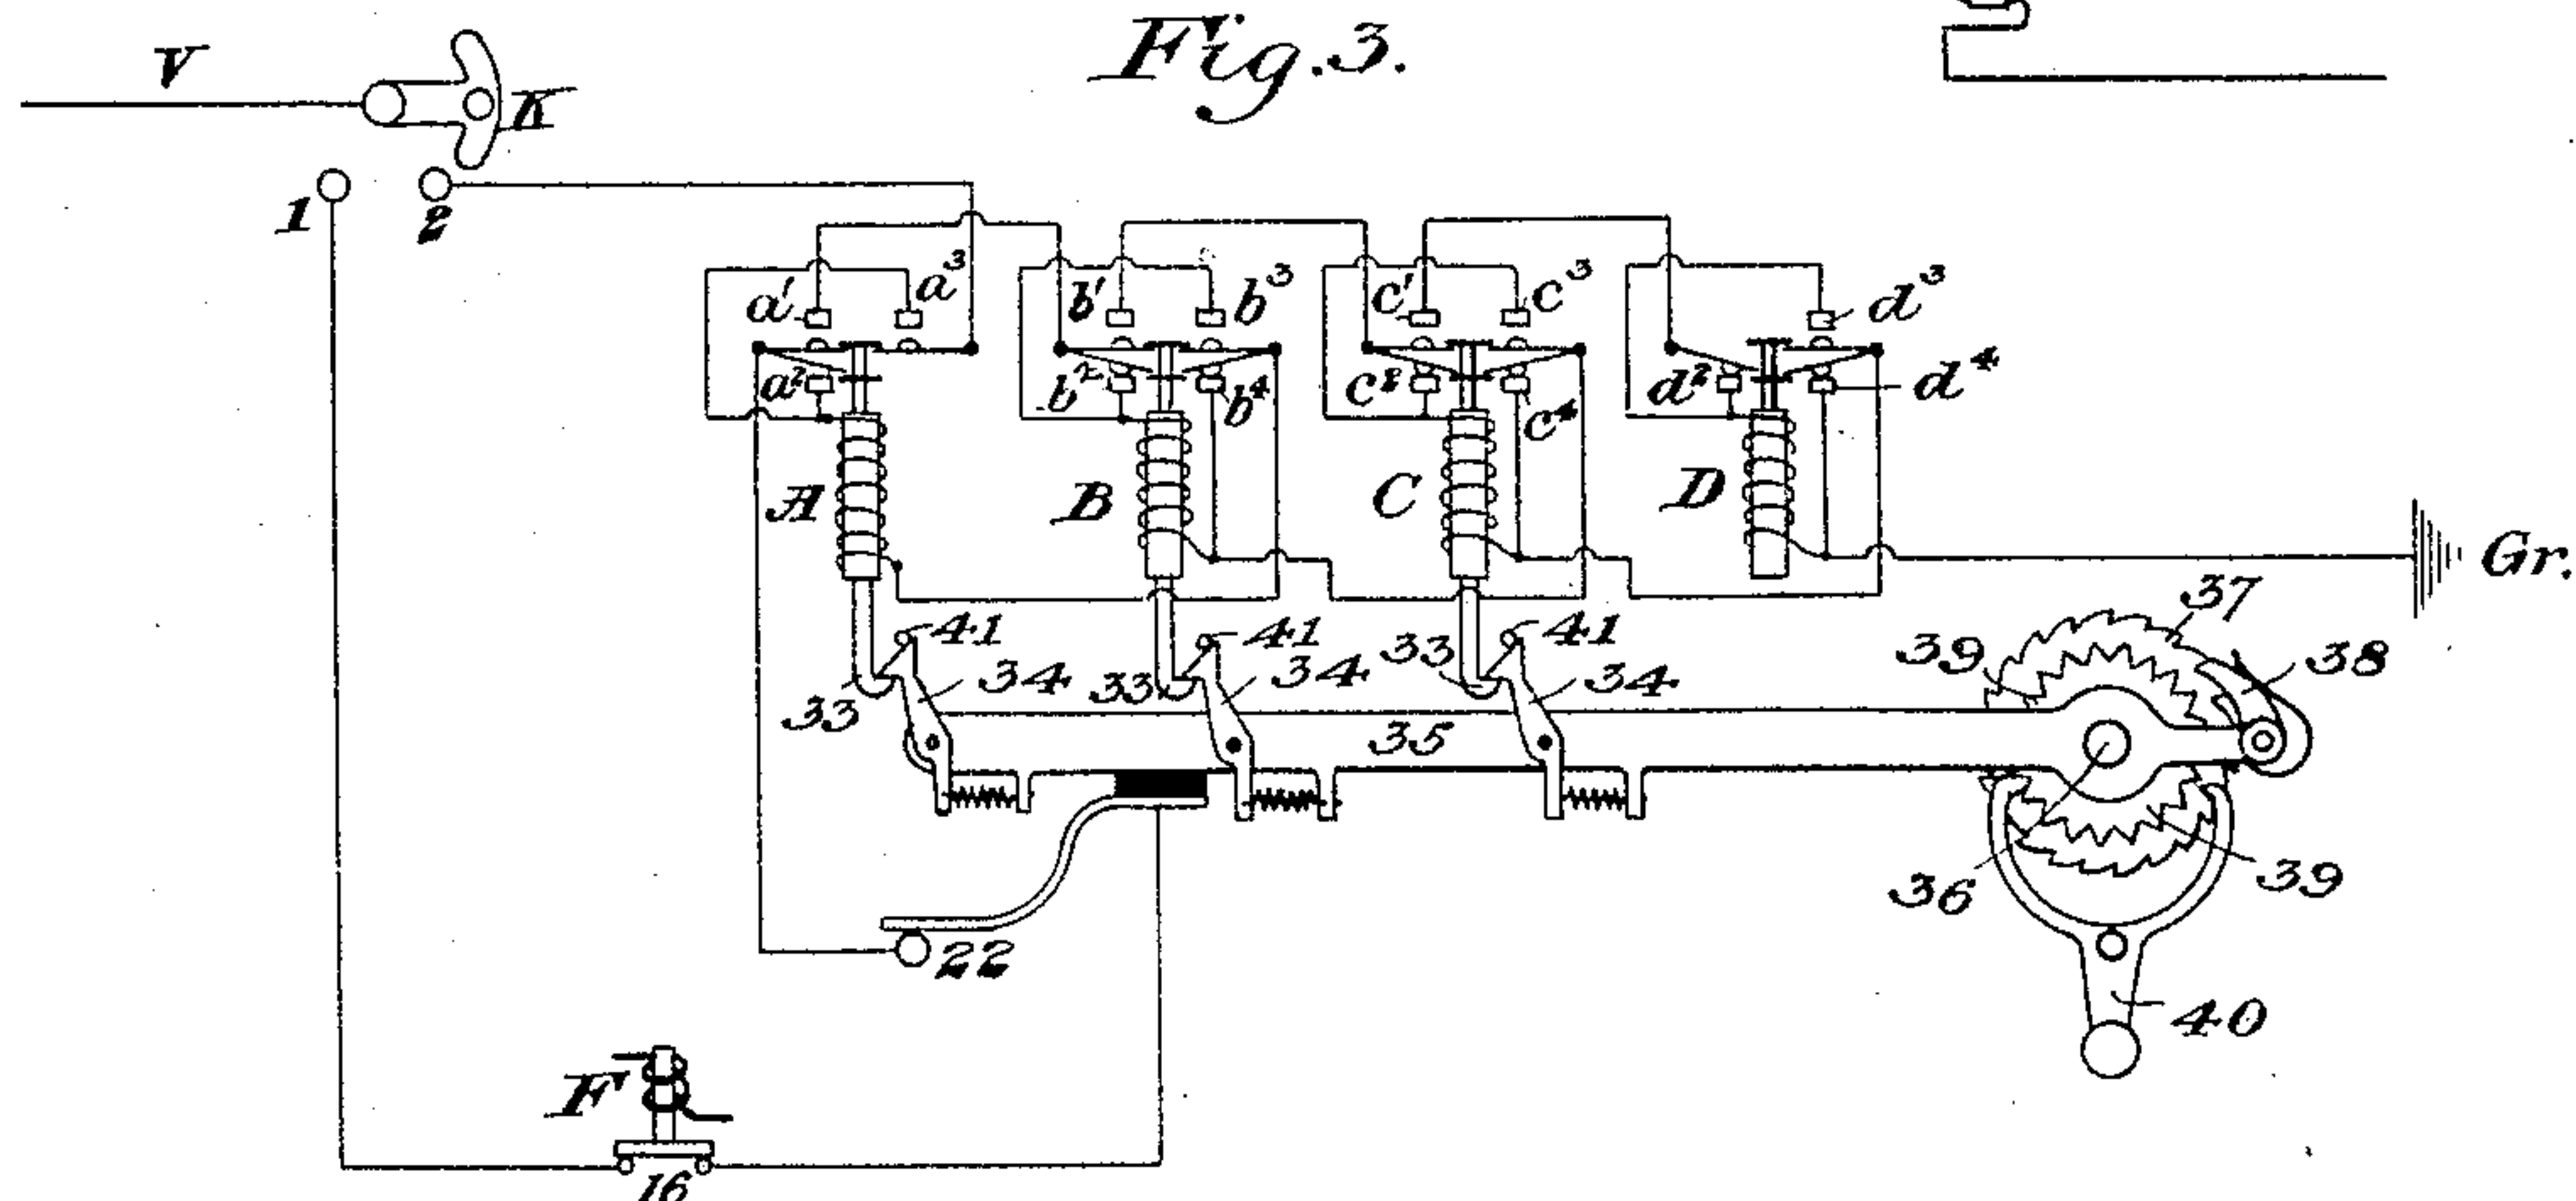 Fig. 3.
V
K
1
2
a¹
a³
b¹
b³
c¹
c³
d³
a²
b²
b⁴
c²
c⁴
d²
d⁴
A
B
C
D
Gr.
41
41
41
33
34
33
34
33
34
35
37
39
38
36
39
22
40
F
16